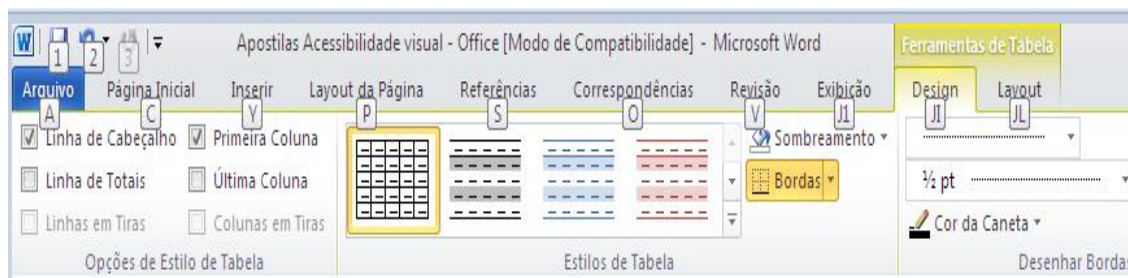 W
Apostilas Acessibilidade visual - Office [Modo de Compatibilidade] - Microsoft Word
Ferramentas de Tabela
1 2 3
Arquivo Página Inicial Inserir Layout da Página Referências Correspondências Revisão Exibição Design Layout
A C Y P S O V J1 JI JL
Linha de Cabeçalho Primeira Coluna Sombreamento
Linha de Totais Última Coluna Bordas ½ pt
Linhas em Tiras Colunas em Tiras Cor da Caneta
Opções de Estilo de Tabela Estilos de Tabela Desenhar Bordas